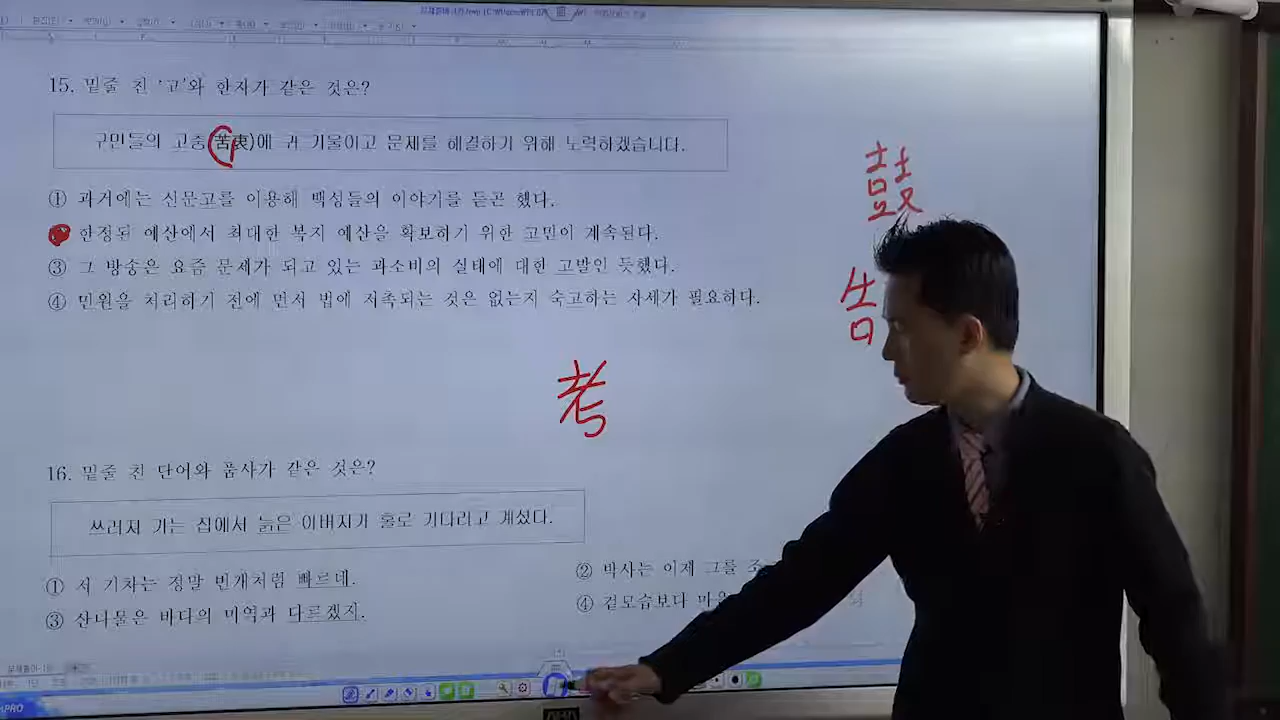 15. 밑줄 친 '고'와 한자가 같은 것은?
구민들의 고충(苦衷)에 귀 기울이고 문제를 해결하기 위해 노력하겠습니다.
① 과거에는 신문고를 이용해 백성들의 이야기를 듣곤 했다.
한정된 예산에서 최대한 복지 예산을 확보하기 위한 고민이 계속된다.
③ 그 방송은 요즘 문제가 되고 있는 과소비의 실태에 대한 고발인 듯했다.
④ 민원을 처리하기 전에 먼저 법에 저촉되는 것은 없는지 숙고하는 자세가 필요하다.
鼓
告
考
16. 밑줄 친 단어와 품사가 같은 것은?
쓰러져 가는 집에서 늙은 아버지가 홀로 기다리고 계셨다.
① 저 기차는 정말 번개처럼 빠르네.
② 박사는 이제 그를
③ 산나물은 바다의 미역과 다르겠지.
④ 겉모습보다